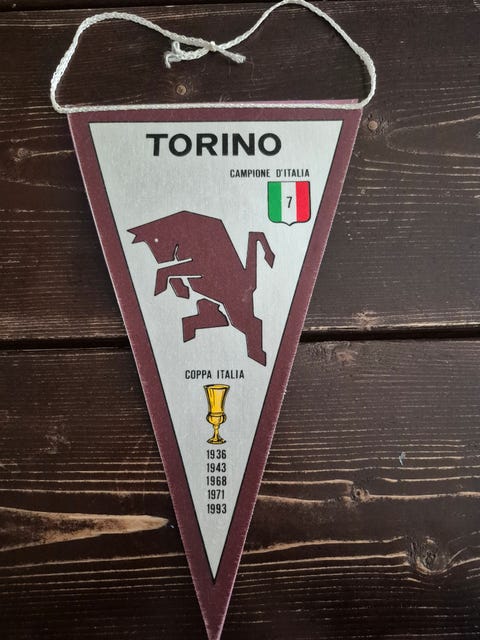 TORINO
CAMPIONE D'ITALIA
7
COPPA ITALIA
1936
1943
1968
1971
1993